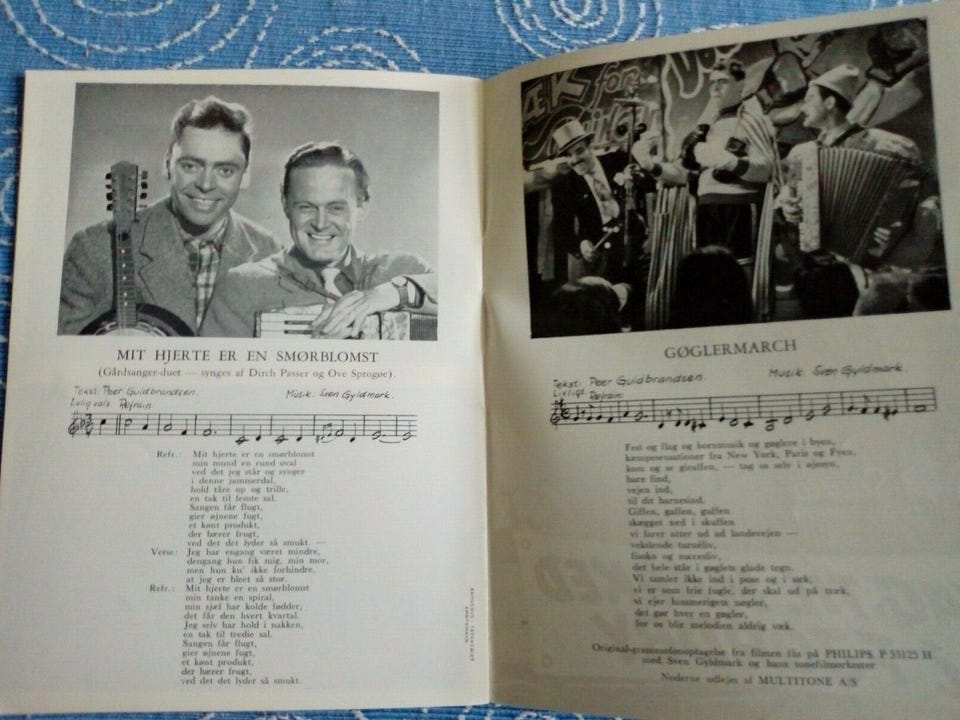 MIT HJERTE ER EN SMØRBLOMST
(Gårdsanger-duet — synges af Dirch Passer og Ove Sprogøe).
Tekst: Peer Guldbrandsen. Musik: Sven Gyldmark.
Livlig vals Refrain
Refr.: Mit hjerte er en smørblomst
min mund en rund oval
ved det jeg står og synger
i denne jammerdal,
hold tåre op og trille,
en tak til femte sal.
Sangen får flugt,
gier øjnene fugt,
et kønt produkt,
der bærer frugt,
ved det det lyder så smukt. —
Verse: Jeg har engang været mindre,
dengang hun fik mig, min mor,
men hun ku' ikke forhindre,
at jeg er bleet så stor.
Refr.: Mit hjerte er en smørblomst
min tanke en spiral,
min sjæl har kolde fødder,
det får den hvert kvartal.
Jeg selv har hold i nakken,
en tak til tredie sal.
Sangen får flugt,
gier øjnene fugt,
et kønt produkt,
der bærer frugt,
ved det det lyder så smukt.
for
GØGLERMARCH
Tekst: Peer Guldbrandsen. Musik: Sven Gyldmark.
Livligt Refrain:
Fest og flag og hornmusik og gøglere i byen,
kæmpesensationer fra New York, Paris og Fyen,
kom og se giraffen, — tag os selv i øjesyn,
bare find,
vejen ind,
til dit barnesind.
Giffen, gaffen, guffen
skægget ned i skuffen
vi farer atter ud ad landevejen —
vekslende turnéliv,
fiasko og succesliv,
det hele står i gøglets glade tegn.
Vi samler ikke ind i pose og i sæk,
vi er som frie fugle, der skal ud på træk,
vi ejer himmerigets nøgler,
det gør hver en gøgler,
for os blir melodien aldrig væk.
Original-grammofonoptagelse fra filmen fås på PHILIPS P 55125 H
med Sven Gyldmark og hans tonefilmorkester
Noderne udlejes af MULTITONE A/S